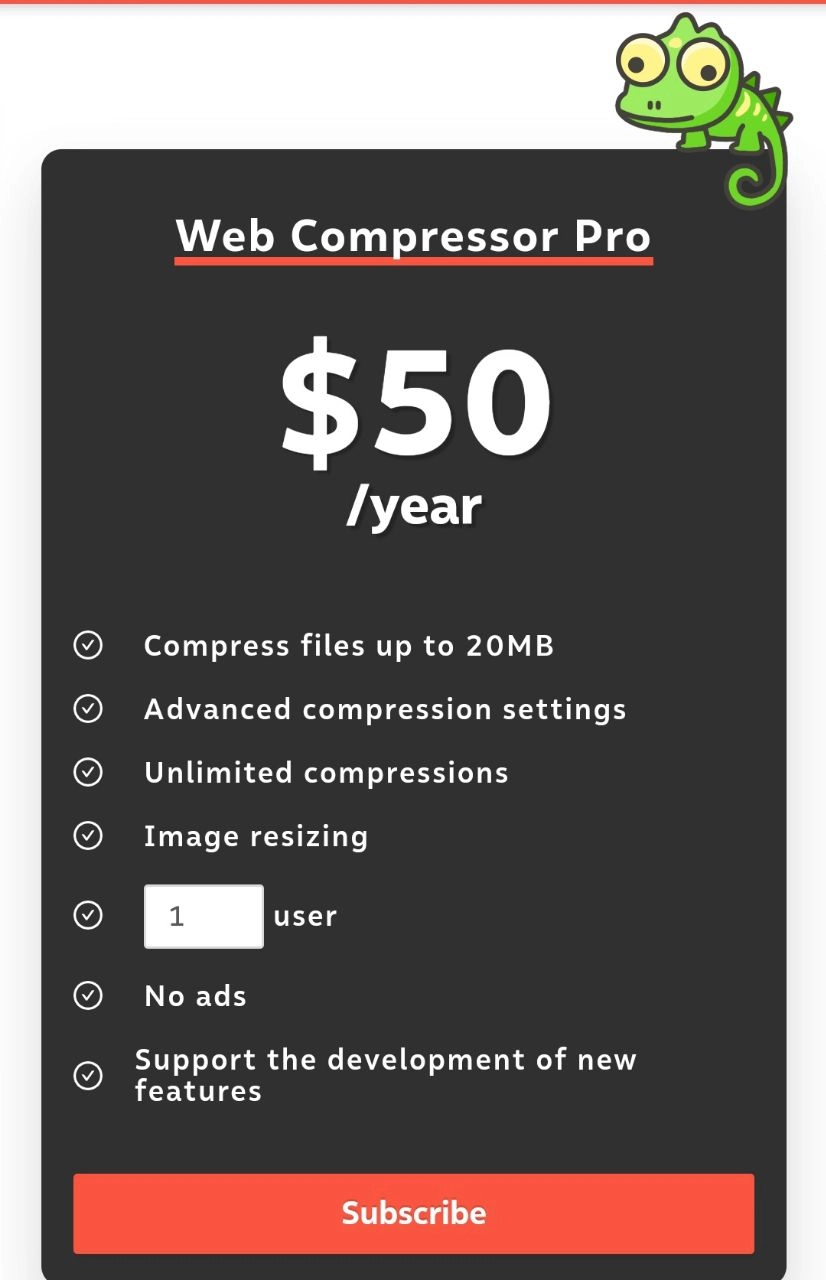 Web Compressor Pro
$50
/year
Compress files up to 20MB
Advanced compression settings
Unlimited compressions
Image resizing
1 user
No ads
Support the development of new
features
Subscribe